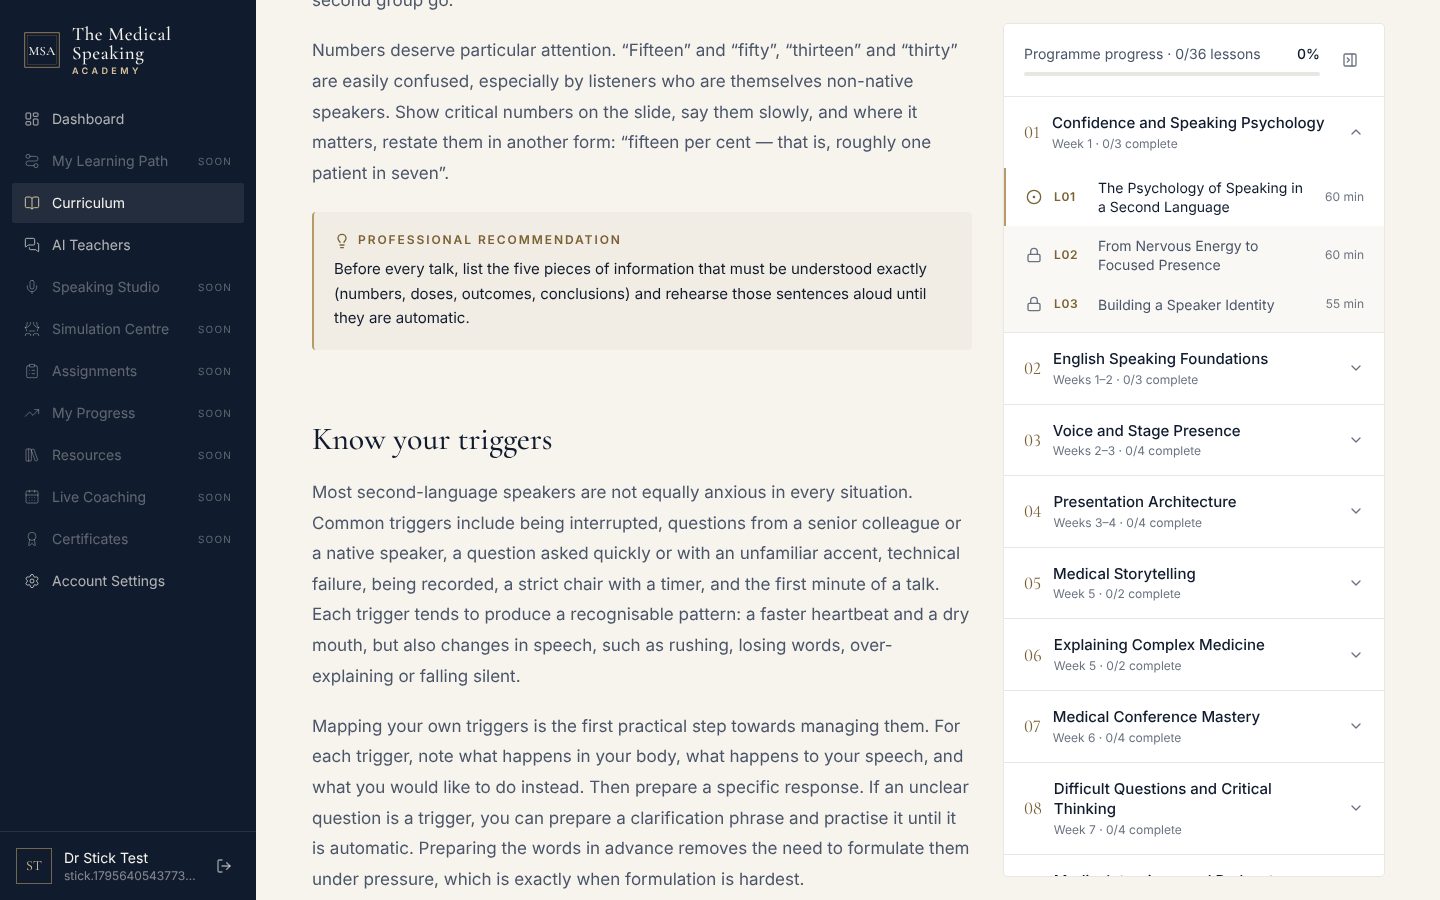 MSA
The Medical
Speaking
ACADEMY
Dashboard
My Learning Path SOON
Curriculum
AI Teachers
Speaking Studio SOON
Simulation Centre SOON
Assignments SOON
My Progress SOON
Resources SOON
Live Coaching SOON
Certificates SOON
Account Settings
ST
Dr Stick Test
stick.1795640543773...
second group go.
Numbers deserve particular attention. “Fifteen” and “fifty”, “thirteen” and “thirty”
are easily confused, especially by listeners who are themselves non-native
speakers. Show critical numbers on the slide, say them slowly, and where it
matters, restate them in another form: “fifteen per cent — that is, roughly one
patient in seven”.
PROFESSIONAL RECOMMENDATION
Before every talk, list the five pieces of information that must be understood exactly
(numbers, doses, outcomes, conclusions) and rehearse those sentences aloud until
they are automatic.
Know your triggers
Most second-language speakers are not equally anxious in every situation.
Common triggers include being interrupted, questions from a senior colleague or
a native speaker, a question asked quickly or with an unfamiliar accent, technical
failure, being recorded, a strict chair with a timer, and the first minute of a talk.
Each trigger tends to produce a recognisable pattern: a faster heartbeat and a dry
mouth, but also changes in speech, such as rushing, losing words, over-
explaining or falling silent.
Mapping your own triggers is the first practical step towards managing them. For
each trigger, note what happens in your body, what happens to your speech, and
what you would like to do instead. Then prepare a specific response. If an unclear
question is a trigger, you can prepare a clarification phrase and practise it until it
is automatic. Preparing the words in advance removes the need to formulate them
under pressure, which is exactly when formulation is hardest.
Programme progress · 0/36 lessons 0%
01 Confidence and Speaking Psychology
Week 1 · 0/3 complete
L01 The Psychology of Speaking in
a Second Language 60 min
L02 From Nervous Energy to
Focused Presence 60 min
L03 Building a Speaker Identity 55 min
02 English Speaking Foundations
Weeks 1–2 · 0/3 complete
03 Voice and Stage Presence
Weeks 2–3 · 0/4 complete
04 Presentation Architecture
Weeks 3–4 · 0/4 complete
05 Medical Storytelling
Week 5 · 0/2 complete
06 Explaining Complex Medicine
Week 5 · 0/2 complete
07 Medical Conference Mastery
Week 6 · 0/4 complete
08 Difficult Questions and Critical
Thinking
Week 7 · 0/4 complete